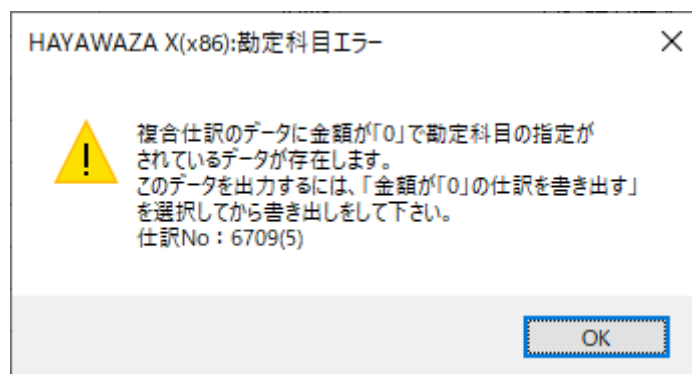 HAYAWAZA X(x86):勘定科目エラー
複合仕訳のデータに金額が「0」で勘定科目の指定が
されているデータが存在します。
このデータを出力するには、「金額が「0」の仕訳を書き出す」
を選択してから書き出しをして下さい。
仕訳No：6709(5)
OK